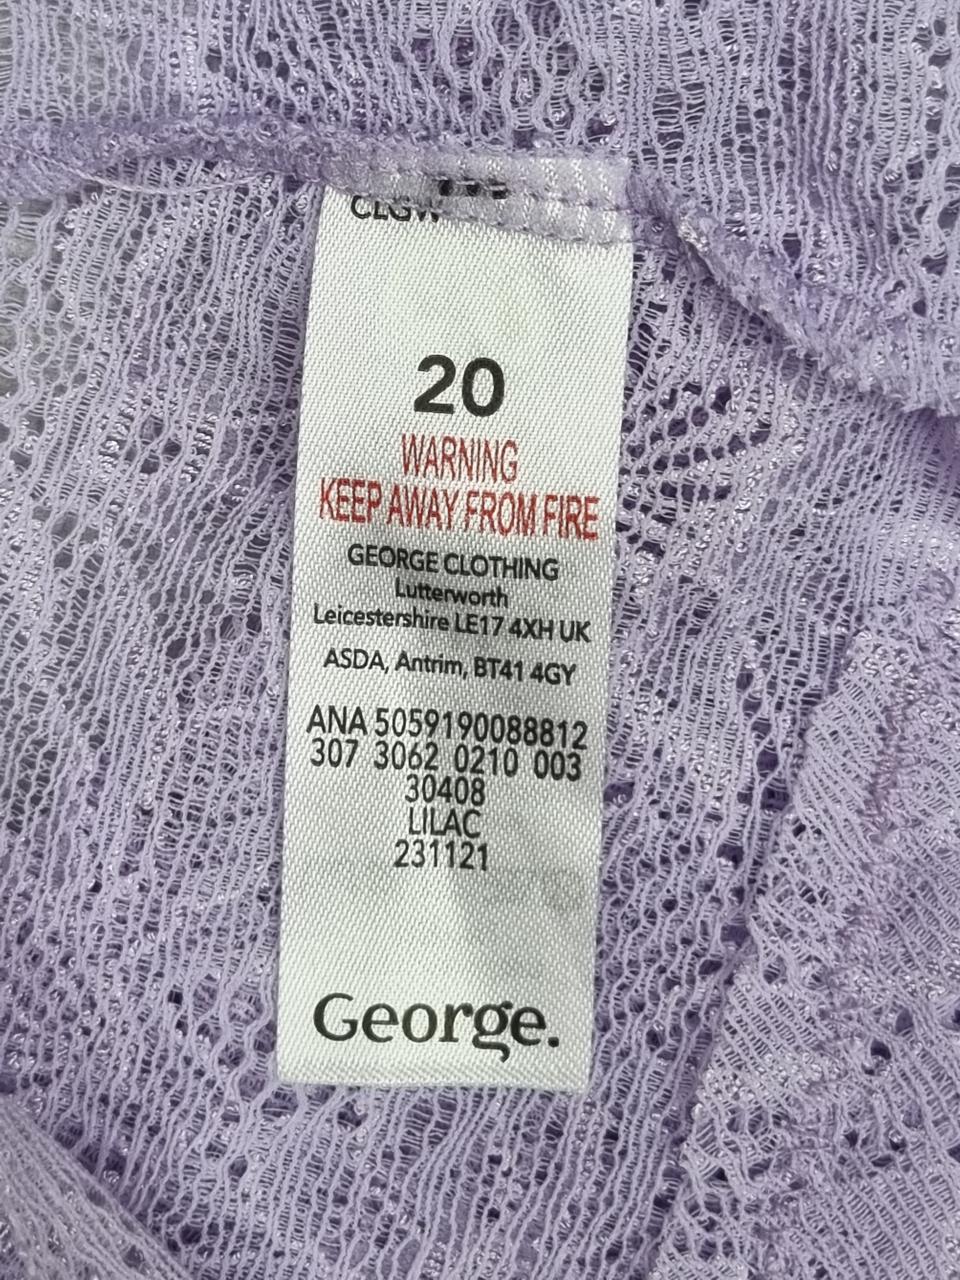 CLGW
20
WARNING
KEEP AWAY FROM FIRE
GEORGE CLOTHING
Lutterworth
Leicestershire LE17 4XH UK
ASDA, Antrim, BT41 4GY
ANA 5059190088812
307 3062 0210 003
30408
LILAC
231121
George.